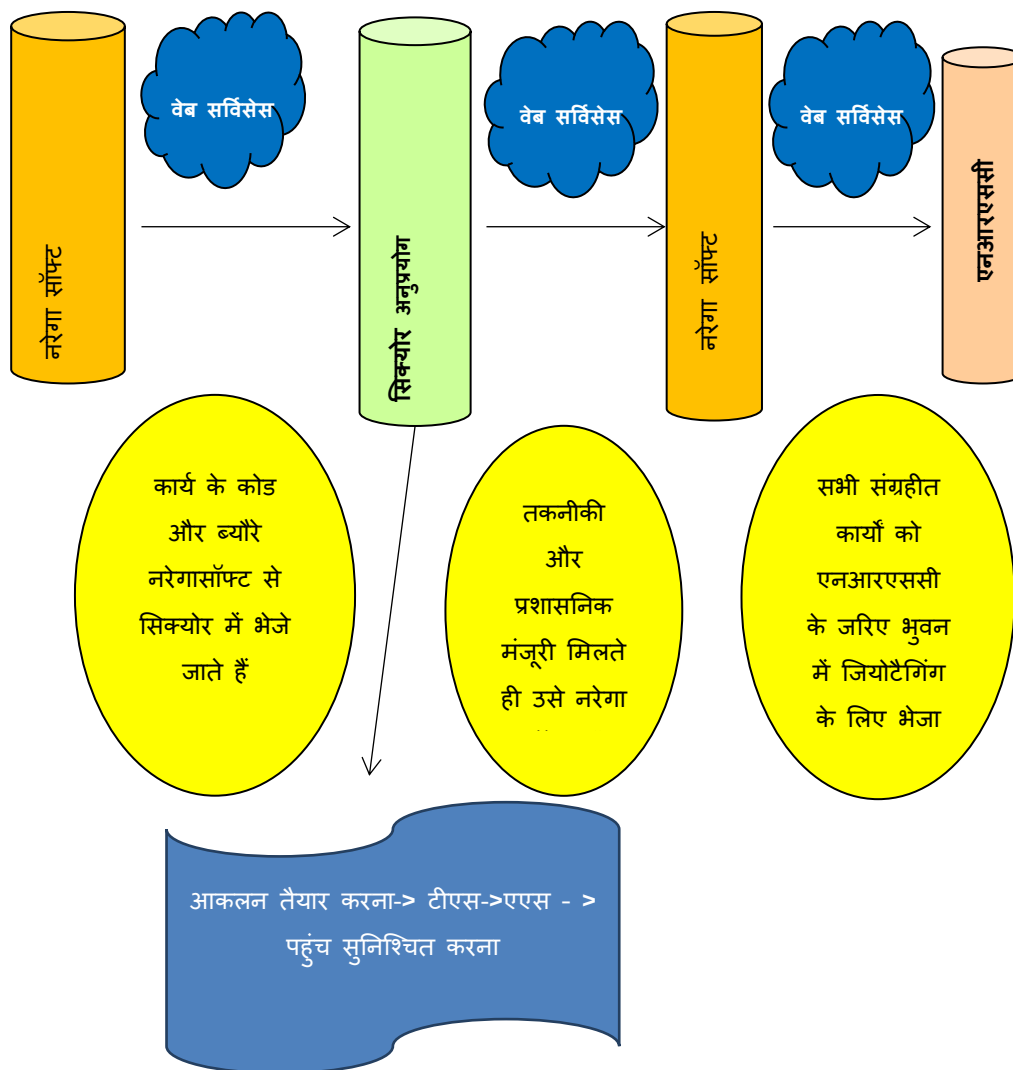 वेब सर्विसेस
वेब सर्विसेस
वेब सर्विसेस
नरेगा सॉफ्ट
सिक्योर अनुप्रयोग
नरेगा सॉफ्ट
एनआरएससी
कार्य के कोड
और ब्यौरे
नरेगासॉफ्ट से
सिक्योर में भेजे
जाते हैं
तकनीकी
और
प्रशासनिक
मंजूरी मिलते
ही उसे नरेगा
सभी संग्रहीत
कार्यों को
एनआरएससी
के जरिए भुवन
में जियोटैगिंग
के लिए भेजा
आकलन तैयार करना-> टीएस->एएस - >
पहुंच सुनिश्चित करना